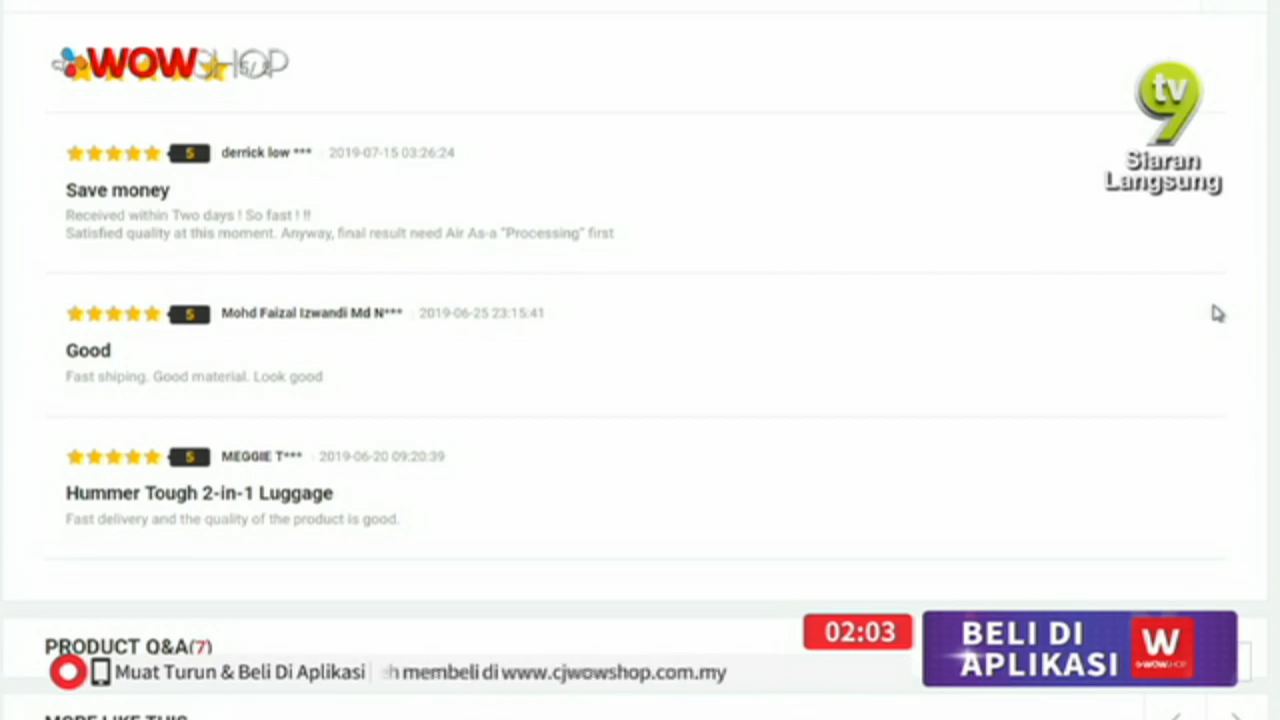 WOWSHOP
tv9
Siaran
Langsung
5 derrick low *** 2019-07-15 03:26:24
Save money
Received within Two days ! So fast ! !!
Satisfied quality at this moment. Anyway, final result need Air As-a "Processing" first
5 Mohd Faizal Izwandi Md N*** 2019-06-25 23:15:41
Good
Fast shiping. Good material. Look good
5 MEGGIE T*** 2019-06-20 09:20:39
Hummer Tough 2-in-1 Luggage
Fast delivery and the quality of the product is good.
PRODUCT Q&A(7)
02:03
BELI DI
APLIKASI
W
WOWSHOP
Muat Turun & Beli Di Aplikasi
h membeli di www.cjwowshop.com.my
MORE LIKE THIS